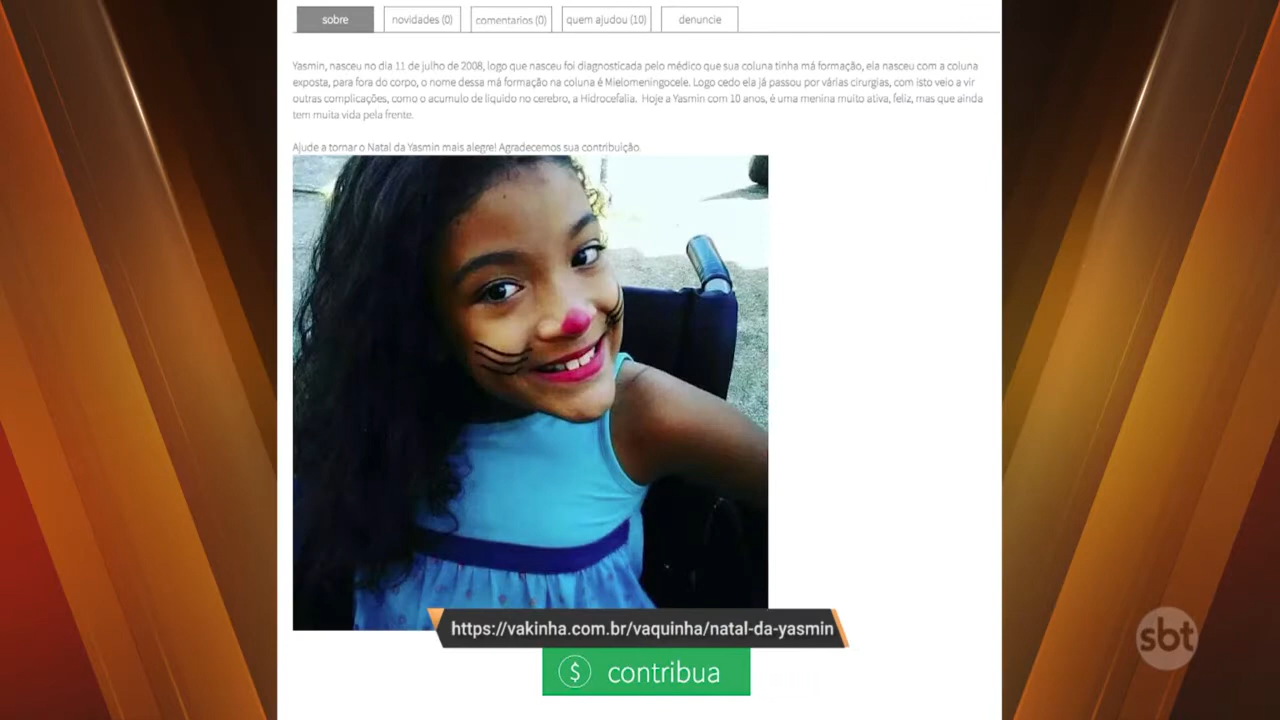 sobre
novidades (0)
comentarios (0)
quem ajudou (10)
denuncie
Yasmin, nasceu no dia 11 de julho de 2008, logo que nasceu foi diagnosticada pelo médico que sua coluna tinha má formação, ela nasceu com a coluna
exposta, para fora do corpo, o nome dessa má formação na coluna é Mielomeningocele. Logo cedo ela já passou por várias cirurgias, com isto veio a vir
outras complicações, como o acumulo de liquido no cerebro, a Hidrocefalia. Hoje a Yasmin com 10 anos, é uma menina muito ativa, feliz, mas que ainda
tem muita vida pela frente.
Ajude a tornar o Natal da Yasmin mais alegre! Agradecemos sua contribuição.
https://vakinha.com.br/vaquinha/natal-da-yasmin
$ contribua
sbt